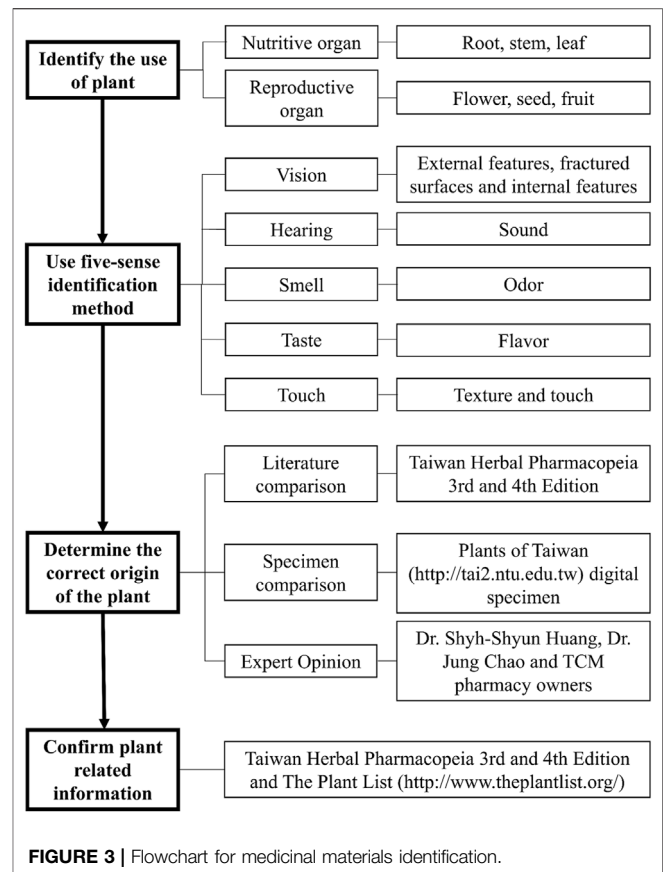 Identify the use
of plant
Nutritive organ
Root, stem, leaf
Reproductive
organ
Flower, seed, fruit
Use five-sense
identification
method
Vision
External features, fractured
surfaces and internal features
Hearing
Sound
Smell
Odor
Taste
Flavor
Touch
Texture and touch
Determine the
correct origin
of the plant
Literature
comparison
Taiwan Herbal Pharmacopeia
3rd and 4th Edition
Specimen
comparison
Plants of Taiwan
(http://tai2.ntu.edu.tw) digital
specimen
Expert Opinion
Dr. Shyh-Shyun Huang, Dr.
Jung Chao and TCM
pharmacy owners
Confirm plant
related
information
Taiwan Herbal Pharmacopeia 3rd and 4th Edition
and The Plant List (http://www.theplantlist.org/)
FIGURE 3 | Flowchart for medicinal materials identification.